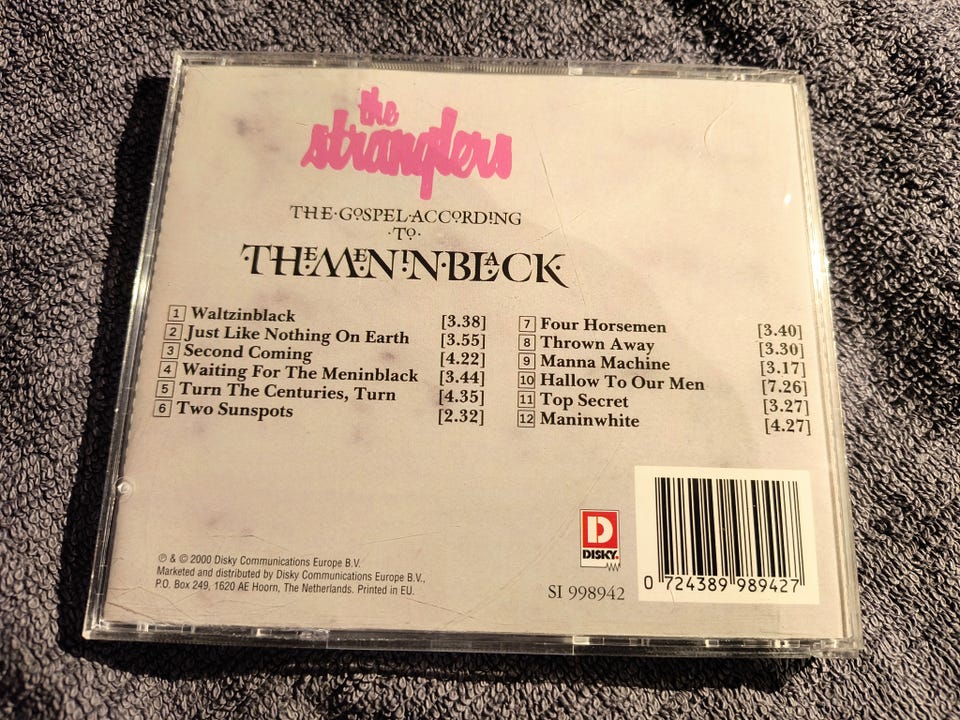 the
stranglers
THE·GOSPEL·ACCORDING
·TO·
·THEMENINBLACK·
1 Waltzinblack [3.38]
2 Just Like Nothing On Earth [3.55]
3 Second Coming [4.22]
4 Waiting For The Meninblack [3.44]
5 Turn The Centuries, Turn [4.35]
6 Two Sunspots [2.32]
7 Four Horsemen [3.40]
8 Thrown Away [3.30]
9 Manna Machine [3.17]
10 Hallow To Our Men [7.26]
11 Top Secret [3.27]
12 Maninwhite [4.27]
℗ & © 2000 Disky Communications Europe B.V.
Marketed and distributed by Disky Communications Europe B.V.,
P.O. Box 249, 1620 AE Hoorn, The Netherlands. Printed in EU.
D
DISKY.
SI 998942
0 724389 989427